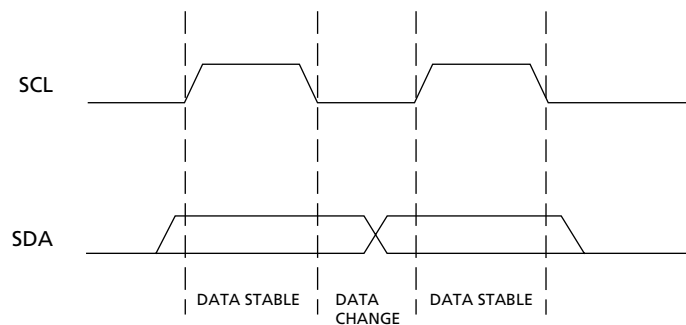 SCL
SDA
DATA STABLE
DATA
CHANGE
DATA STABLE